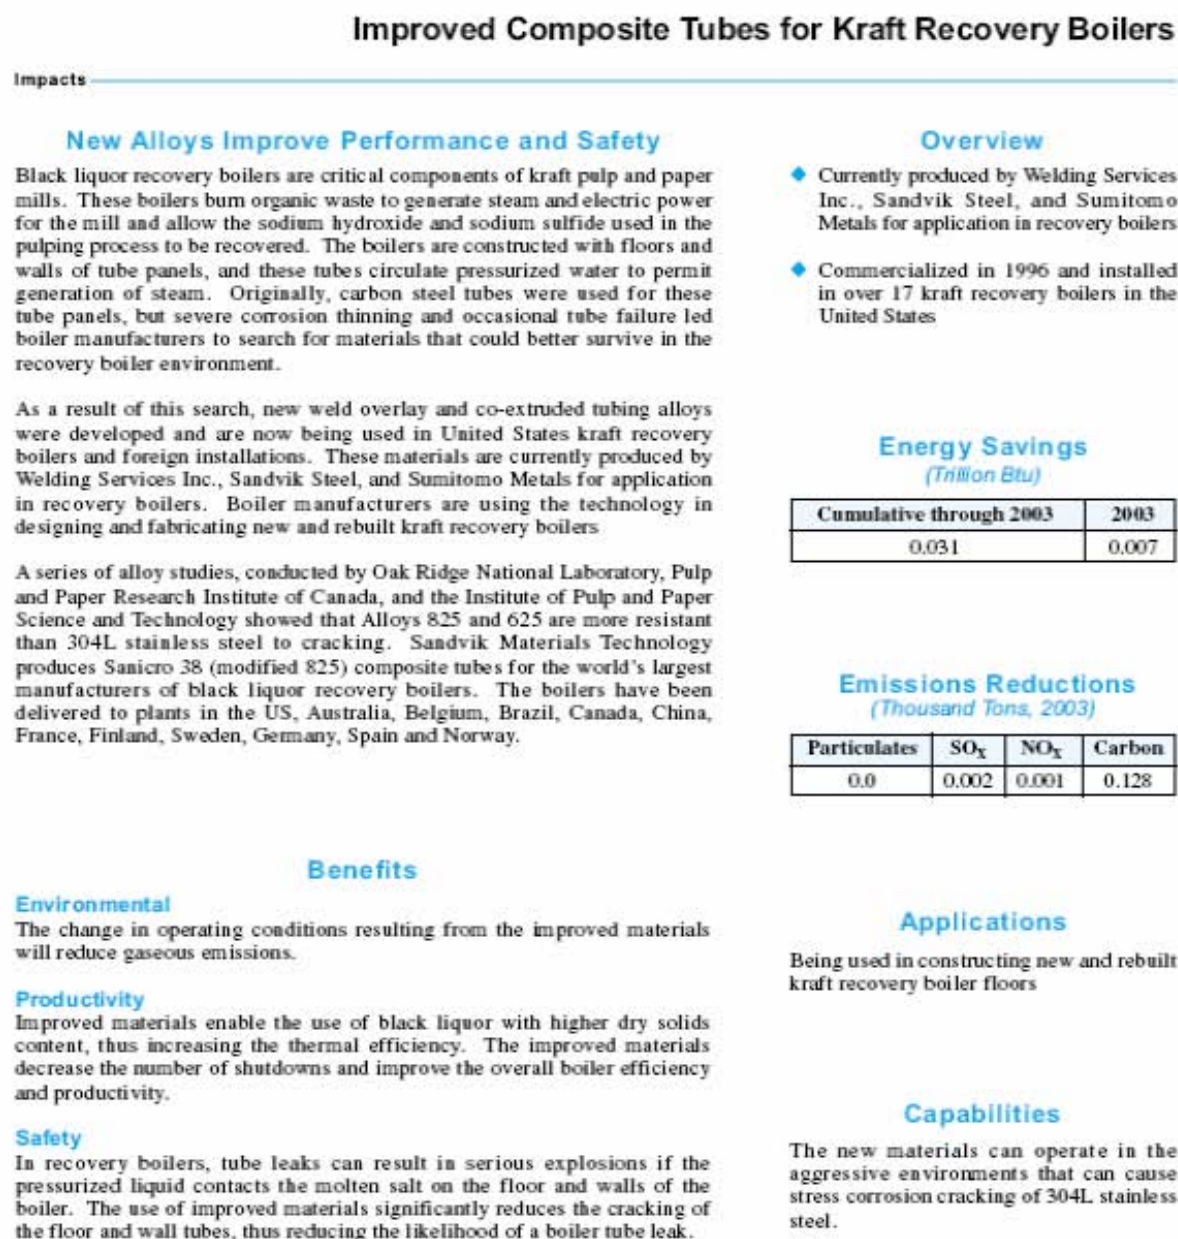 Improved Composite Tubes for Kraft Recovery Boilers
Impacts
New Alloys Improve Performance and Safety
Black liquor recovery boilers are critical components of kraft pulp and paper
mills. These boilers burn organic waste to generate steam and electric power
for the mill and allow the sodium hydroxide and sodium sulfide used in the
pulping process to be recovered. The boilers are constructed with floors and
walls of tube panels, and these tubes circulate pressurized water to permit
generation of steam. Originally, carbon steel tubes were used for these
tube panels, but severe corrosion thinning and occasional tube failure led
boiler manufacturers to search for materials that could better survive in the
recovery boiler environment.
As a result of this search, new weld overlay and co-extruded tubing alloys
were developed and are now being used in United States kraft recovery
boilers and foreign installations. These materials are currently produced by
Welding Services Inc., Sandvik Steel, and Sumitomo Metals for application
in recovery boilers. Boiler manufacturers are using the technology in
designing and fabricating new and rebuilt kraft recovery boilers
A series of alloy studies, conducted by Oak Ridge National Laboratory, Pulp
and Paper Research Institute of Canada, and the Institute of Pulp and Paper
Science and Technology showed that Alloys 825 and 625 are more resistant
than 304L stainless steel to cracking. Sandvik Materials Technology
produces Sanicro 38 (modified 825) composite tubes for the world's largest
manufacturers of black liquor recovery boilers. The boilers have been
delivered to plants in the US, Australia, Belgium, Brazil, Canada, China,
France, Finland, Sweden, Germany, Spain and Norway.
Benefits
Environmental
The change in operating conditions resulting from the improved materials
will reduce gaseous emissions.
Productivity
Improved materials enable the use of black liquor with higher dry solids
content, thus increasing the thermal efficiency. The improved materials
decrease the number of shutdowns and improve the overall boiler efficiency
and productivity.
Safety
In recovery boilers, tube leaks can result in serious explosions if the
pressurized liquid contacts the molten salt on the floor and walls of the
boiler. The use of improved materials significantly reduces the cracking of
the floor and wall tubes, thus reducing the likelihood of a boiler tube leak.
Overview
◆ Currently produced by Welding Services
Inc., Sandvik Steel, and Sumitomo
Metals for application in recovery boilers
◆ Commercialized in 1996 and installed
in over 17 kraft recovery boilers in the
United States
Energy Savings
(Trillion Btu)
Cumulative through 2003 2003
0.031 0.007
Emissions Reductions
(Thousand Tons, 2003)
Particulates SOX NOX Carbon
0.0 0.002 0.001 0.128
Applications
Being used in constructing new and rebuilt
kraft recovery boiler floors
Capabilities
The new materials can operate in the
aggressive environments that can cause
stress corrosion cracking of 304L stainless
steel.